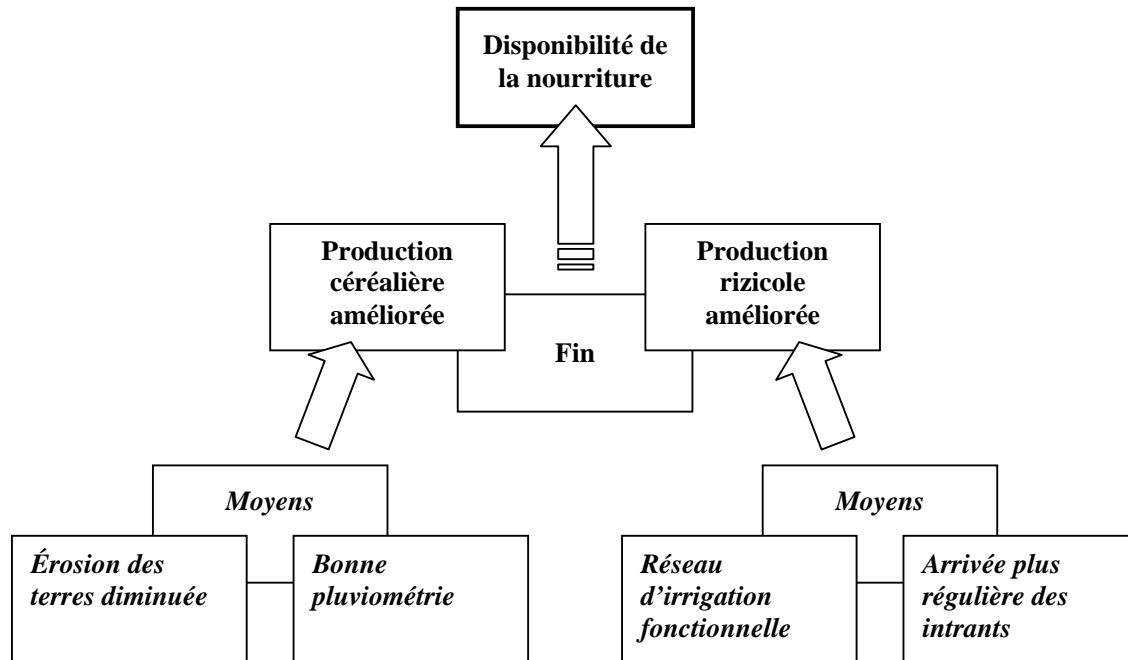 Disponibilité de
la nourriture
Production
céréalière
améliorée
Production
rizicole
améliorée
Fin
Moyens
Moyens
Érosion des
terres diminuée
Bonne
pluviométrie
Réseau
d’irrigation
fonctionnelle
Arrivée plus
régulière des
intrants